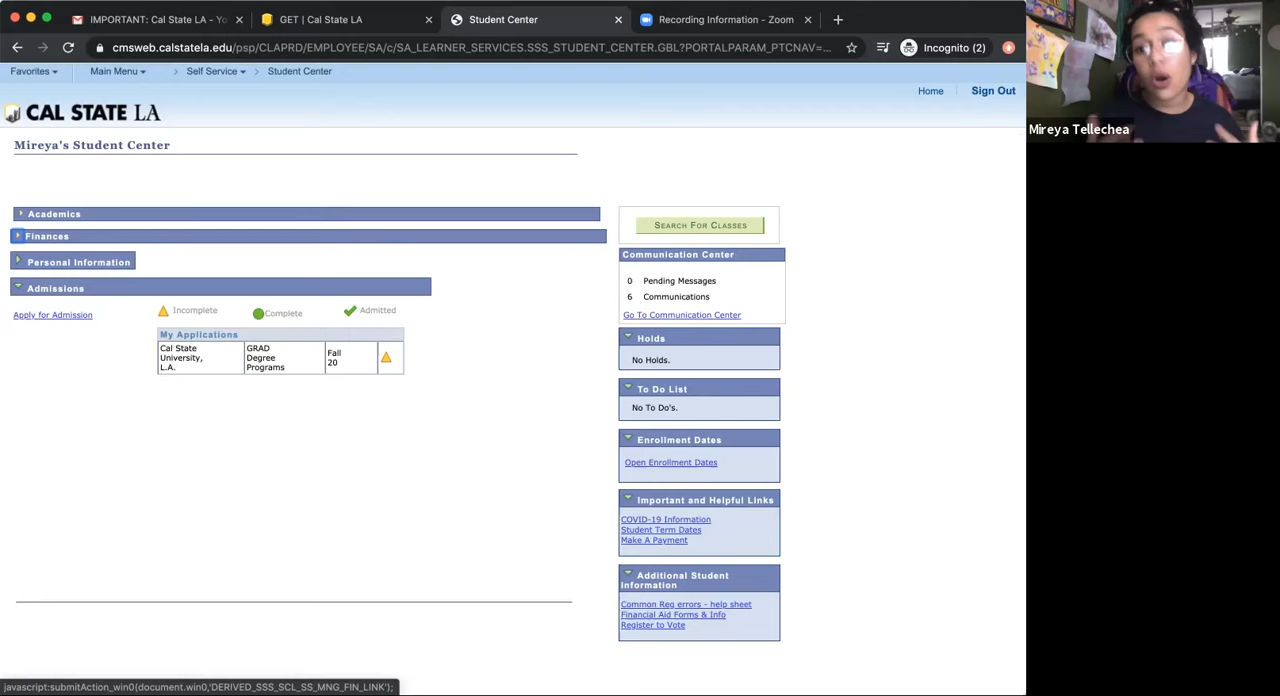 IMPORTANT: Cal State LA - Yo
GET | Cal State LA
Student Center
Recording Information - Zoom
cmsweb.calstatela.edu/psp/CLAPRD/EMPLOYEE/SA/c/SA_LEARNER_SERVICES.SSS_STUDENT_CENTER.GBL?PORTALPARAM_PTCNAV=...
Incognito (2)
Favorites
Main Menu
Self Service
Student Center
Home
Sign Out
CAL STATE LA
Mireya Tellechea
Mireya's Student Center
Academics
Finances
Personal Information
Admissions
Apply for Admission
Incomplete
Complete
Admitted
My Applications
Cal State
University,
L.A.
GRAD
Degree
Programs
Fall
20
SEARCH FOR CLASSES
Communication Center
0 Pending Messages
6 Communications
Go To Communication Center
Holds
No Holds.
To Do List
No To Do's.
Enrollment Dates
Open Enrollment Dates
Important and Helpful Links
COVID-19 Information
Student Term Dates
Make A Payment
Additional Student
Information
Common Reg errors - help sheet
Financial Aid Forms & Info
Register to Vote
javascript:submitAction_win0(document.win0,'DERIVED_SSS_SCL_SS_MNG_FIN_LINK');